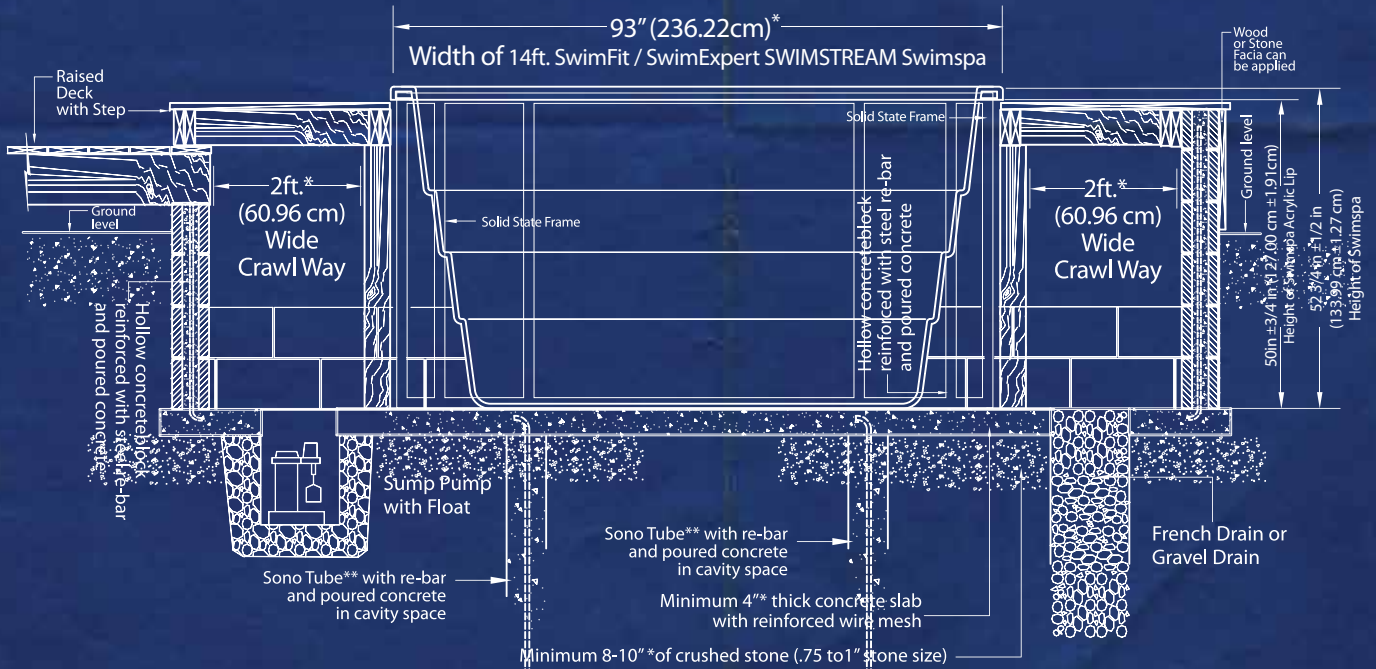 93” (236.22cm)*
Width of 14ft. SwimFit / SwimExpert SWIMSTREAM Swimspa
Wood
or Stone
Facia can
be applied
Raised
Deck
with Step
Solid State Frame
2ft.*
(60.96 cm)
Wide
Crawl Way
Ground
level
Solid State Frame
Hollow concreteblock
reinforced with steel re-bar
and poured concrete
2ft.*
(60.96 cm)
Wide
Crawl Way
Ground level
50in ±3/4 in (127.00 cm ±1.91cm)
Height of Swimspa Acrylic Lip
52 3/4 in ±1/2 in
(133.99 cm ±1.27 cm)
Height of Swimspa
Hollow concreteblock
reinforced with steel re-bar
and poured concrete
Sump Pump
with Float
Sono Tube** with re-bar
and poured concrete
in cavity space
Sono Tube** with re-bar
and poured concrete
in cavity space
French Drain or
Gravel Drain
Minimum 4”* thick concrete slab
with reinforced wire mesh
Minimum 8-10” *of crushed stone (.75 to1” stone size)